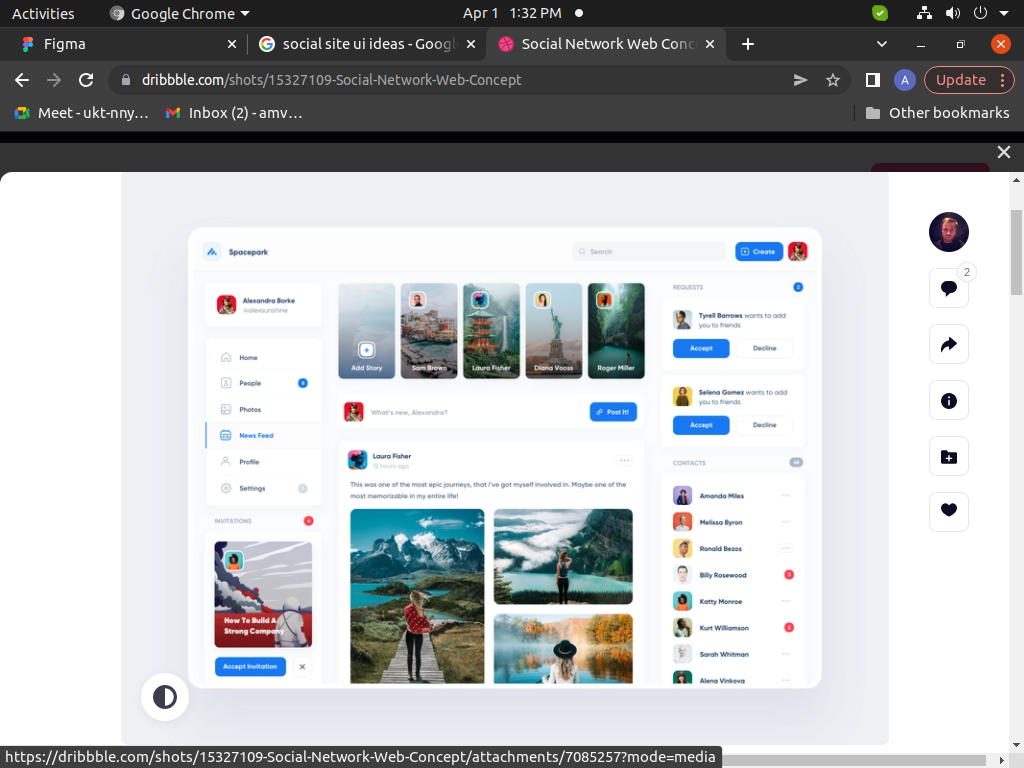 Activities
Google Chrome
Apr 1 1:32 PM
Figma
social site ui ideas - Googl
Social Network Web Conc
dribbble.com/shots/15327109-Social-Network-Web-Concept
A
Update
Meet - ukt-nny…
Inbox (2) - amv…
Other bookmarks
2
Spacepark
Search
Create
Alexandra Borke
@alexsunshine
Home
People
8
Photos
News Feed
Profile
Settings
INVITATIONS
How To Build A
Strong Company
Accept Invitation
Add Story
Sam Brown
Laura Fisher
Diana Vooss
Roger Miller
What's new, Alexandra?
Post It!
Laura Fisher
12 hours ago
This was one of the most epic journeys, that i've got myself involved in. Maybe one of the
most memorizable in my entire life!
REQUESTS
2
Tyrell Barrows wants to add
you to friends
Accept
Decline
Selena Gomez wants to add
you to friends
Accept
Decline
CONTACTS
Amanda Miles
Melissa Byron
Ronald Bezos
Billy Rosewood
Katty Monroe
Kurt Williamson
Sarah Whitman
Alena Vinkova
https://dribbble.com/shots/15327109-Social-Network-Web-Concept/attachments/7085257?mode=media